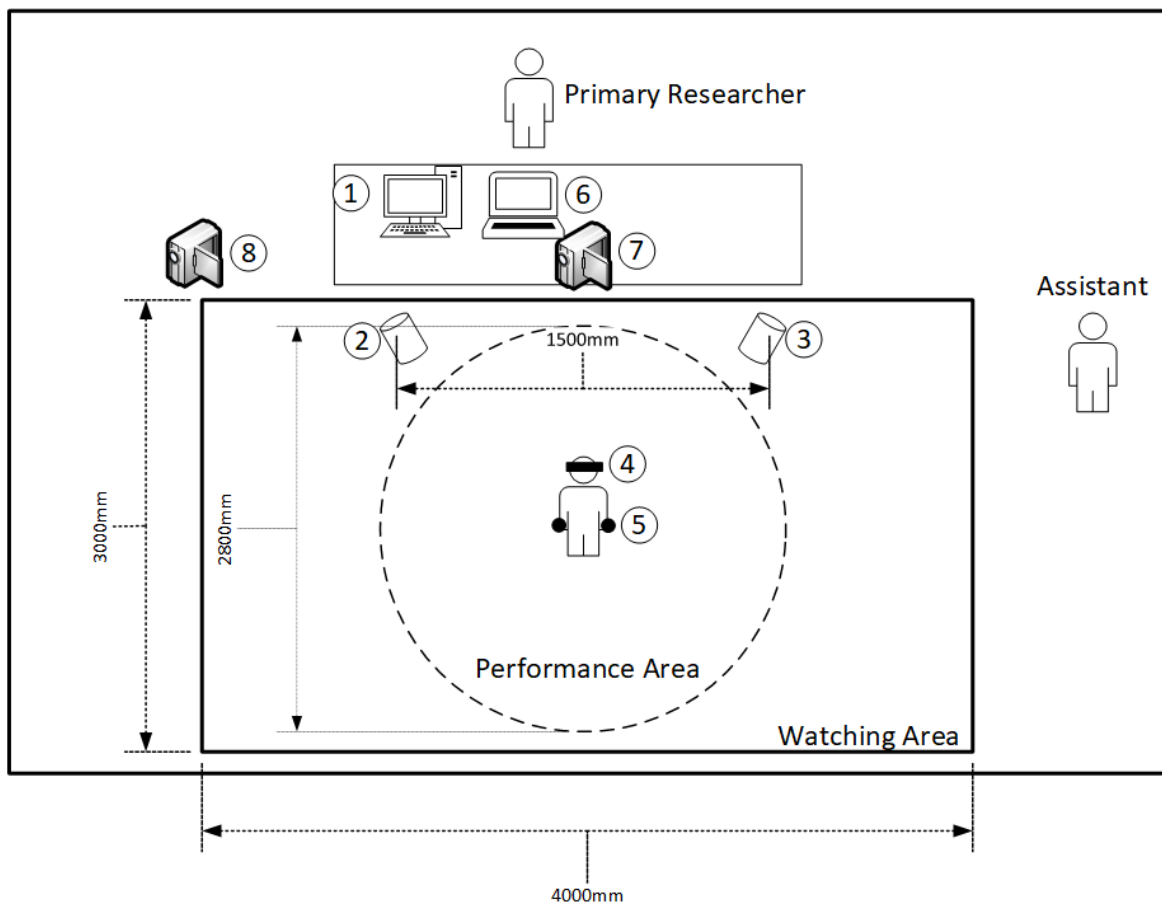 Primary Researcher
1
6
8
7
Assistant
2
1500mm
3
4
5
3000mm
2800mm
Performance Area
Watching Area
4000mm